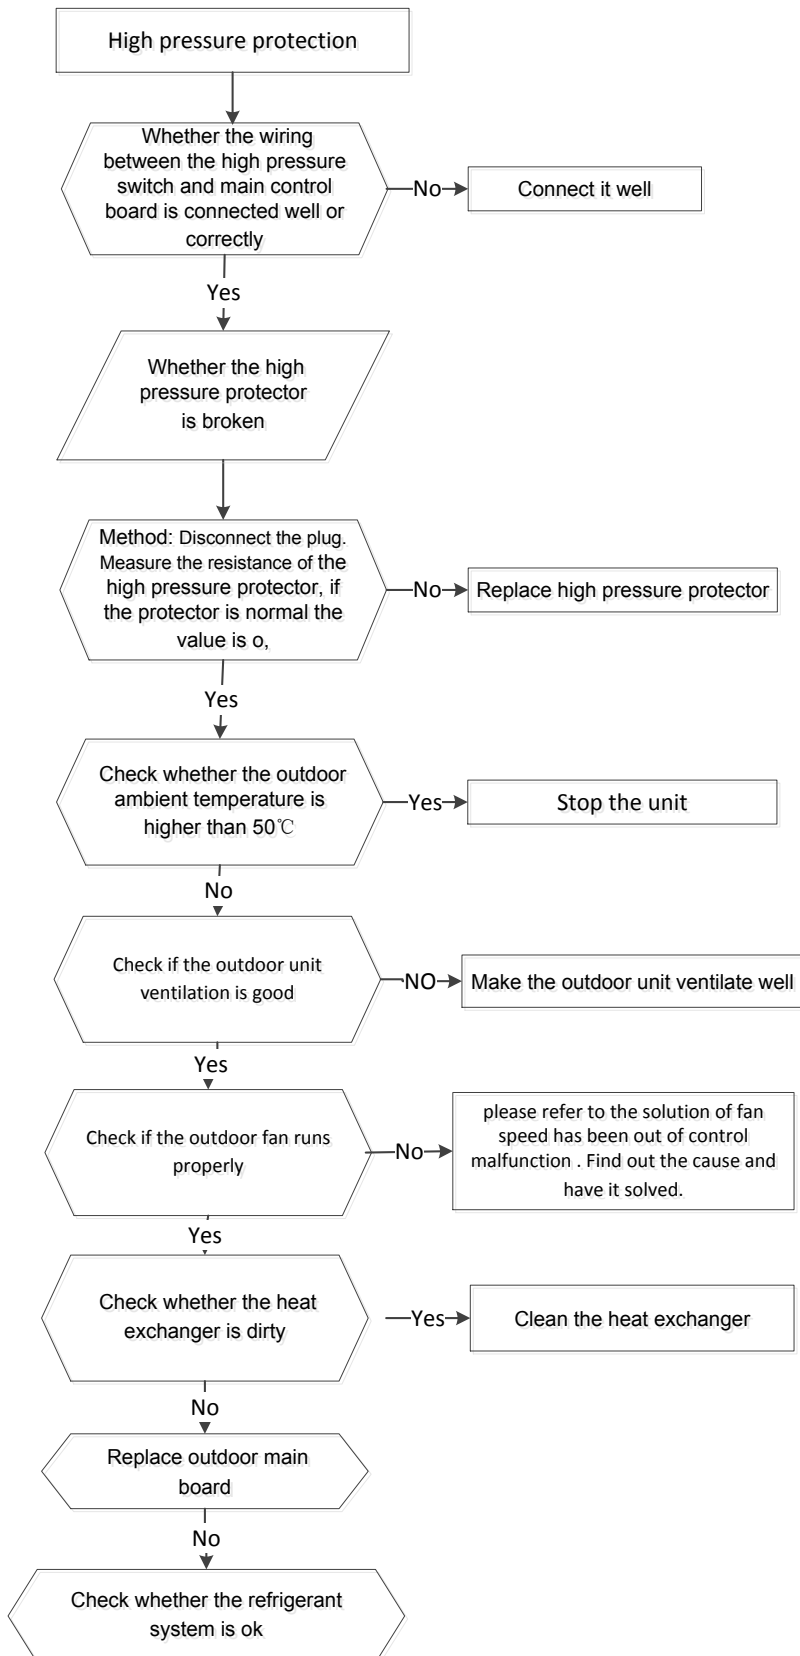 High pressure protection
Whether the wiring
between the high pressure
switch and main control
board is connected well or
correctly
No
Connect it well
Yes
Whether the high
pressure protector
is broken
Method: Disconnect the plug.
Measure the resistance of the
high pressure protector, if
the protector is normal the
value is o,
No
Replace high pressure protector
Yes
Check whether the outdoor
ambient temperature is
higher than 50℃
Yes
Stop the unit
No
Check if the outdoor unit
ventilation is good
NO
Make the outdoor unit ventilate well
Yes
Check if the outdoor fan runs
properly
No
please refer to the solution of fan
speed has been out of control
malfunction . Find out the cause and
have it solved.
Yes
Check whether the heat
exchanger is dirty
Yes
Clean the heat exchanger
No
Replace outdoor main
board
No
Check whether the refrigerant
system is ok